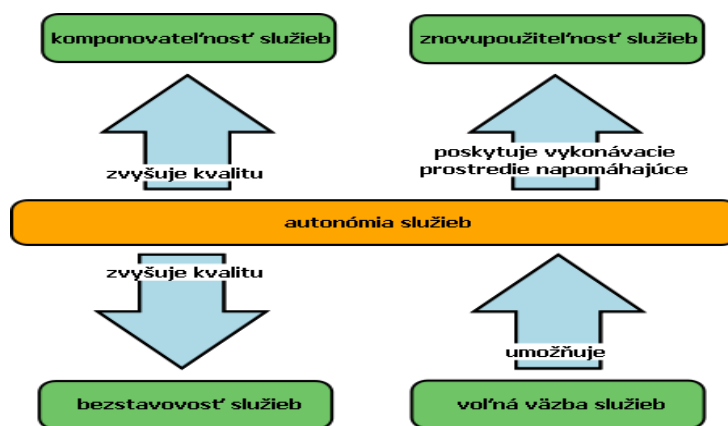 komponovateľnosť služieb
znovupoužiteľnosť služieb
zvyšuje kvalitu
poskytuje vykonávacie
prostredie napomáhajúce
autonómia služieb
zvyšuje kvalitu
umožňuje
bezstavovosť služieb
voľná väzba služieb